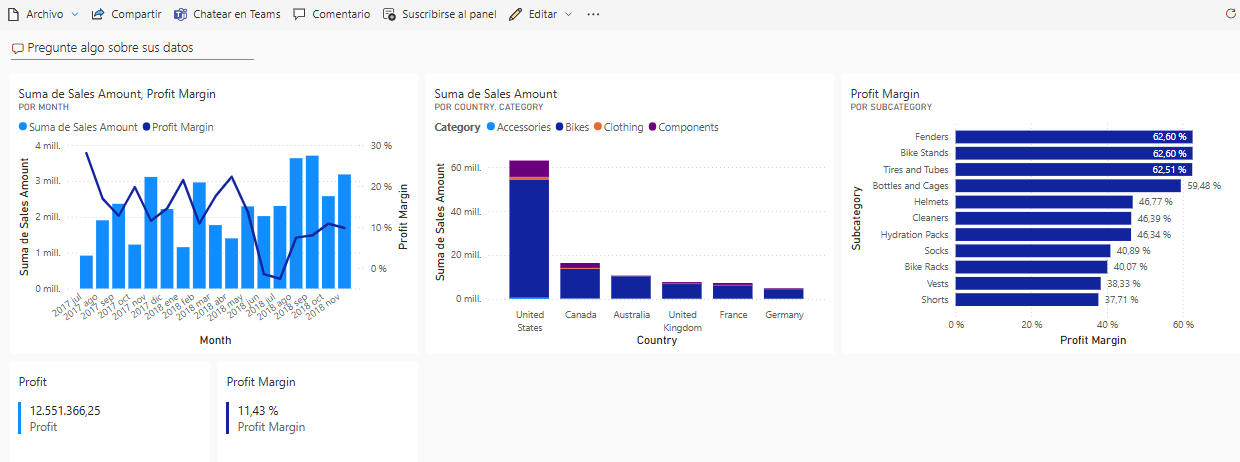 Archivo Compartir Chatear en Teams Comentario Suscribirse al panel Editar ...
Pregunte algo sobre sus datos
Suma de Sales Amount, Profit Margin
POR MONTH
Suma de Sales Amount Profit Margin
4 mill. 30 %
3 mill. 20 %
2 mill. 10 %
1 mill. 0 %
0 mill.
Suma de Sales Amount
Profit Margin
2017 jul
2017 ago
2017 sep
2017 oct
2017 nov
2017 dic
2018 ene
2018 feb
2018 mar
2018 abr
2018 may
2018 jun
2018 jul
2018 ago
2018 sep
2018 oct
2018 nov
Month
Suma de Sales Amount
POR COUNTRY, CATEGORY
Category Accessories Bikes Clothing Components
60 mill.
40 mill.
20 mill.
0 mill.
Suma de Sales Amount
United States
Canada
Australia
United Kingdom
France
Germany
Country
Profit Margin
POR SUBCATEGORY
Subcategory
Fenders 62,60 %
Bike Stands 62,60 %
Tires and Tubes 62,51 %
Bottles and Cages 59,48 %
Helmets 46,77 %
Cleaners 46,39 %
Hydration Packs 46,34 %
Socks 40,89 %
Bike Racks 40,07 %
Vests 38,33 %
Shorts 37,71 %
0 % 20 % 40 % 60 %
Profit Margin
Profit
12.551.366,25
Profit
Profit Margin
11,43 %
Profit Margin